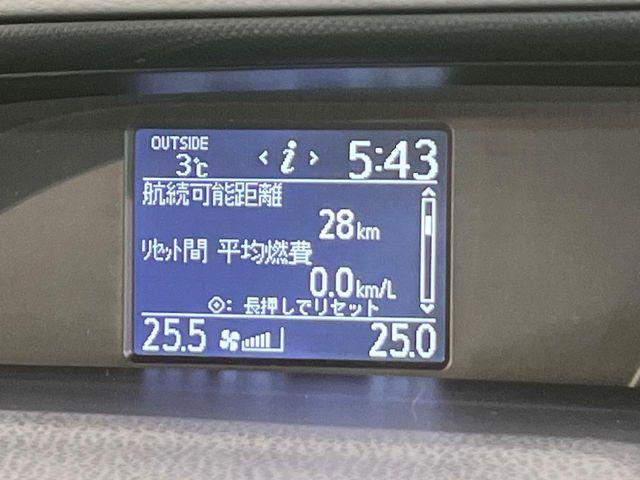 OUTSIDE
3℃ < i > 5:43
航続可能距離
28km
リセット間 平均燃費
0.0km/L
: 長押しでリセット
25.5 25.0